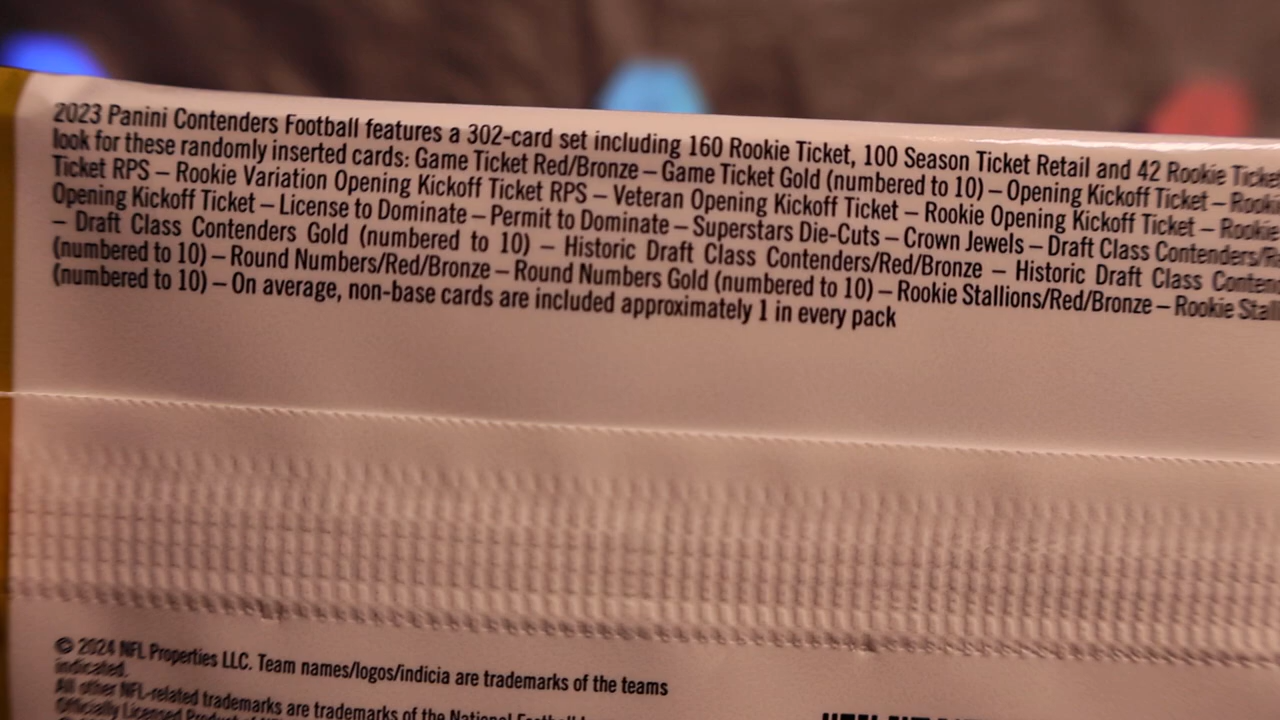 2023 Panini Contenders Football features a 302-card set including 160 Rookie Ticket, 100 Season Ticket Retail and 42 Rookie
look for these randomly inserted cards: Game Ticket Red/Bronze – Game Ticket Gold (numbered to 10) – Opening Kickoff Ticket –
Ticket RPS – Rookie Variation Opening Kickoff Ticket RPS – Veteran Opening Kickoff Ticket – Rookie Opening Kickoff Ticket – Rookie
Opening Kickoff Ticket – License to Dominate – Permit to Dominate – Superstars Die-Cuts – Crown Jewels – Draft Class Contenders/
– Draft Class Contenders Gold (numbered to 10) – Historic Draft Class Contenders/Red/Bronze – Historic Draft Class
(numbered to 10) – Round Numbers/Red/Bronze – Round Numbers Gold (numbered to 10) – Rookie Stallions/Red/Bronze – Rookie
(numbered to 10) – On average, non-base cards are included approximately 1 in every pack
© 2024 NFL Properties LLC. Team names/logos/indicia are trademarks of the teams
indicated.
All other NFL-related trademarks are trademarks of the National Football
Officially Licensed Product of